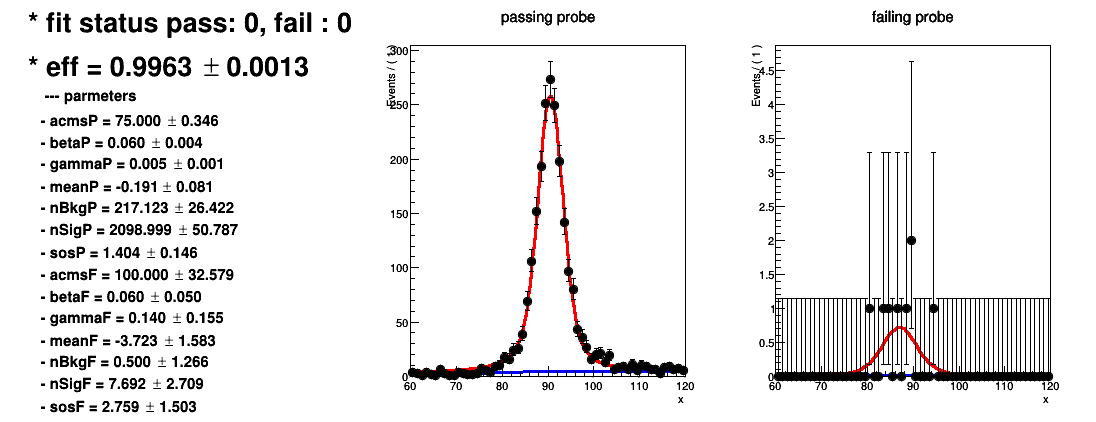 * fit status pass: 0, fail : 0
* eff = 0.9963 ± 0.0013
--- parmeters
- acmsP = 75.000 ± 0.346
- betaP = 0.060 ± 0.004
- gammaP = 0.005 ± 0.001
- meanP = -0.191 ± 0.081
- nBkgP = 217.123 ± 26.422
- nSigP = 2098.999 ± 50.787
- sosP = 1.404 ± 0.146
- acmsF = 100.000 ± 32.579
- betaF = 0.060 ± 0.050
- gammaF = 0.140 ± 0.155
- meanF = -3.723 ± 1.583
- nBkgF = 0.500 ± 1.266
- nSigF = 7.692 ± 2.709
- sosF = 2.759 ± 1.503
passing probe
Events / ( 1 )
300
250
200
150
100
50
0
60 70 80 90 100 110 120
x
failing probe
Events / ( 1 )
4.5
4
3.5
3
2.5
2
1.5
1
0.5
0
60 70 80 90 100 110 120
x